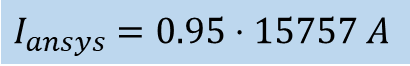 I_ansys = 0.95 · 15757 A